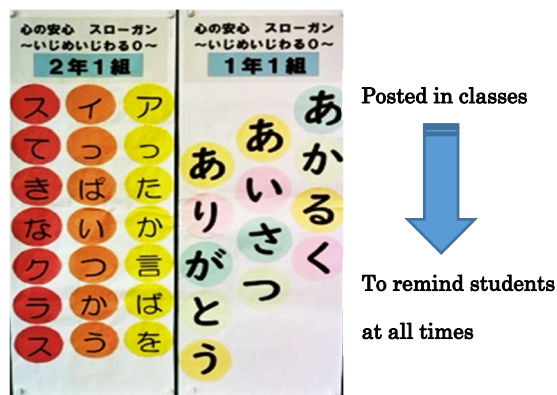 心の安心 スローガン
～いじめいじわる０～
２年１組
アったか言ばを
イっぱいつかう
スてきなクラス
心の安心 スローガン
～いじめいじわる０～
１年１組
あかるく
あいさつ
ありがとう
Posted in classes
To remind students
at all times